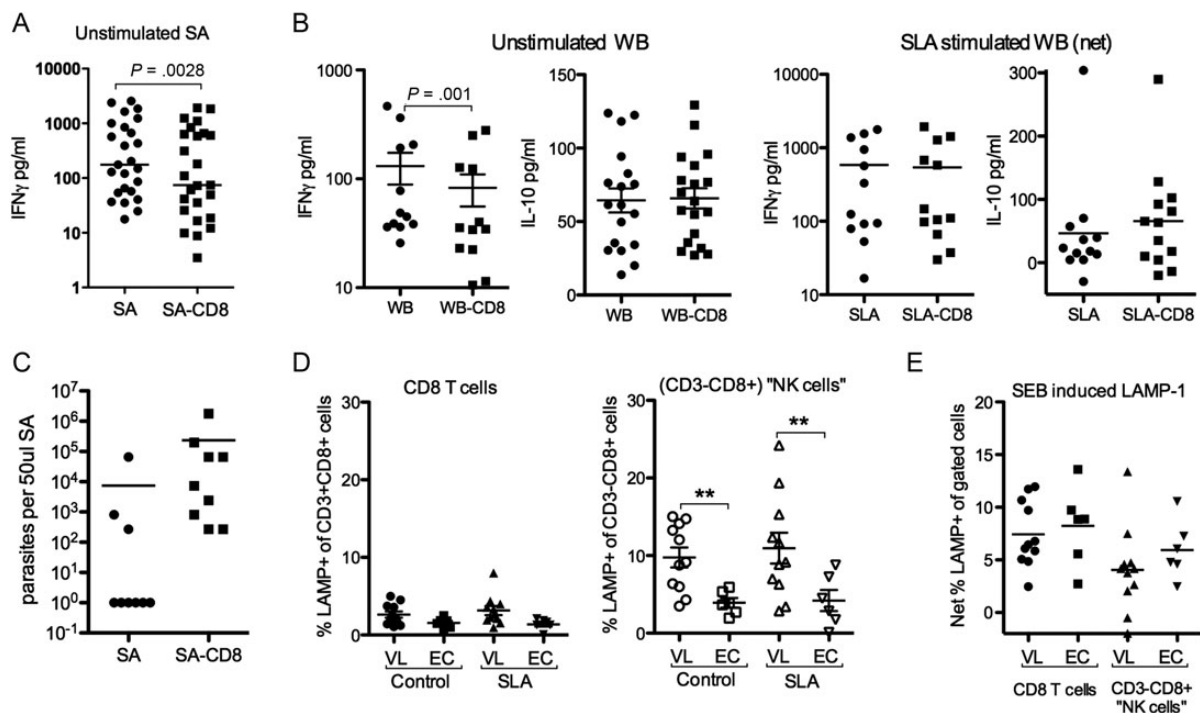 A
Unstimulated SA
IFNγ pg/ml
10000
1000
100
10
1
P = .0028
SA
SA-CD8
B
Unstimulated WB
SLA stimulated WB (net)
IFNγ pg/ml
1000
100
10
P = .001
WB
WB-CD8
IL-10 pg/ml
150
100
50
0
WB
WB-CD8
IFNγ pg/ml
10000
1000
100
10
SLA
SLA-CD8
IL-10 pg/ml
300
200
100
0
SLA
SLA-CD8
C
parasites per 50ul SA
10⁷
10⁶
10⁵
10⁴
10³
10²
10¹
10⁰
10⁻¹
SA
SA-CD8
D
CD8 T cells
% LAMP+ of CD3+CD8+ cells
30
20
10
0
VL EC VL EC
Control SLA
(CD3-CD8+) "NK cells"
% LAMP+ of CD3-CD8+ cells
30
20
10
0
**
**
VL EC VL EC
Control SLA
E
SEB induced LAMP-1
Net % LAMP+ of gated cells
20
15
10
5
0
VL EC VL EC
CD8 T cells CD3-CD8+
"NK cells"